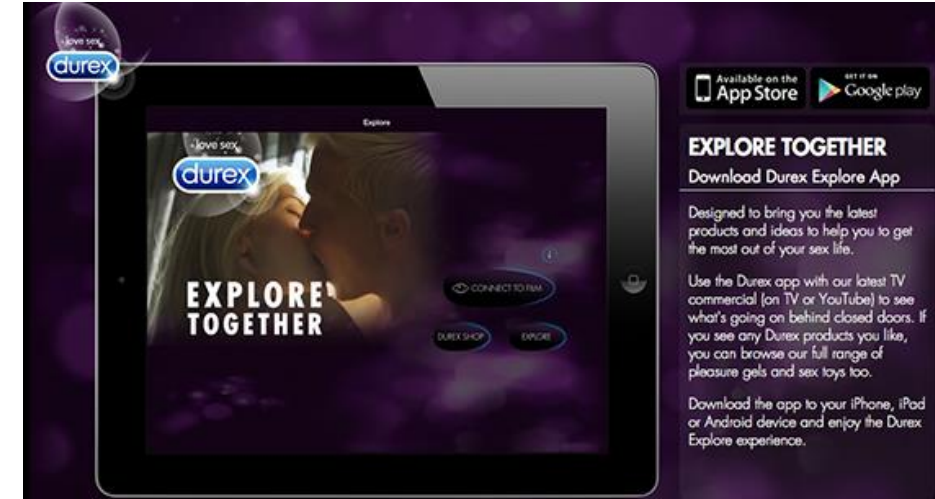 love sex
durex
Explore
love sex
durex
EXPLORE
TOGETHER
i
CONNECT TO FILM
DUREX SHOP
EXPLORE
Available on the
App Store
GET IT ON
Google play
EXPLORE TOGETHER
Download Durex Explore App
Designed to bring you the latest
products and ideas to help you to get
the most out of your sex life.
Use the Durex app with our latest TV
commercial (on TV or YouTube) to see
what's going on behind closed doors. If
you see any Durex products you like,
you can browse our full range of
pleasure gels and sex toys too.
Download the app to your iPhone, iPad
or Android device and enjoy the Durex
Explore experience.